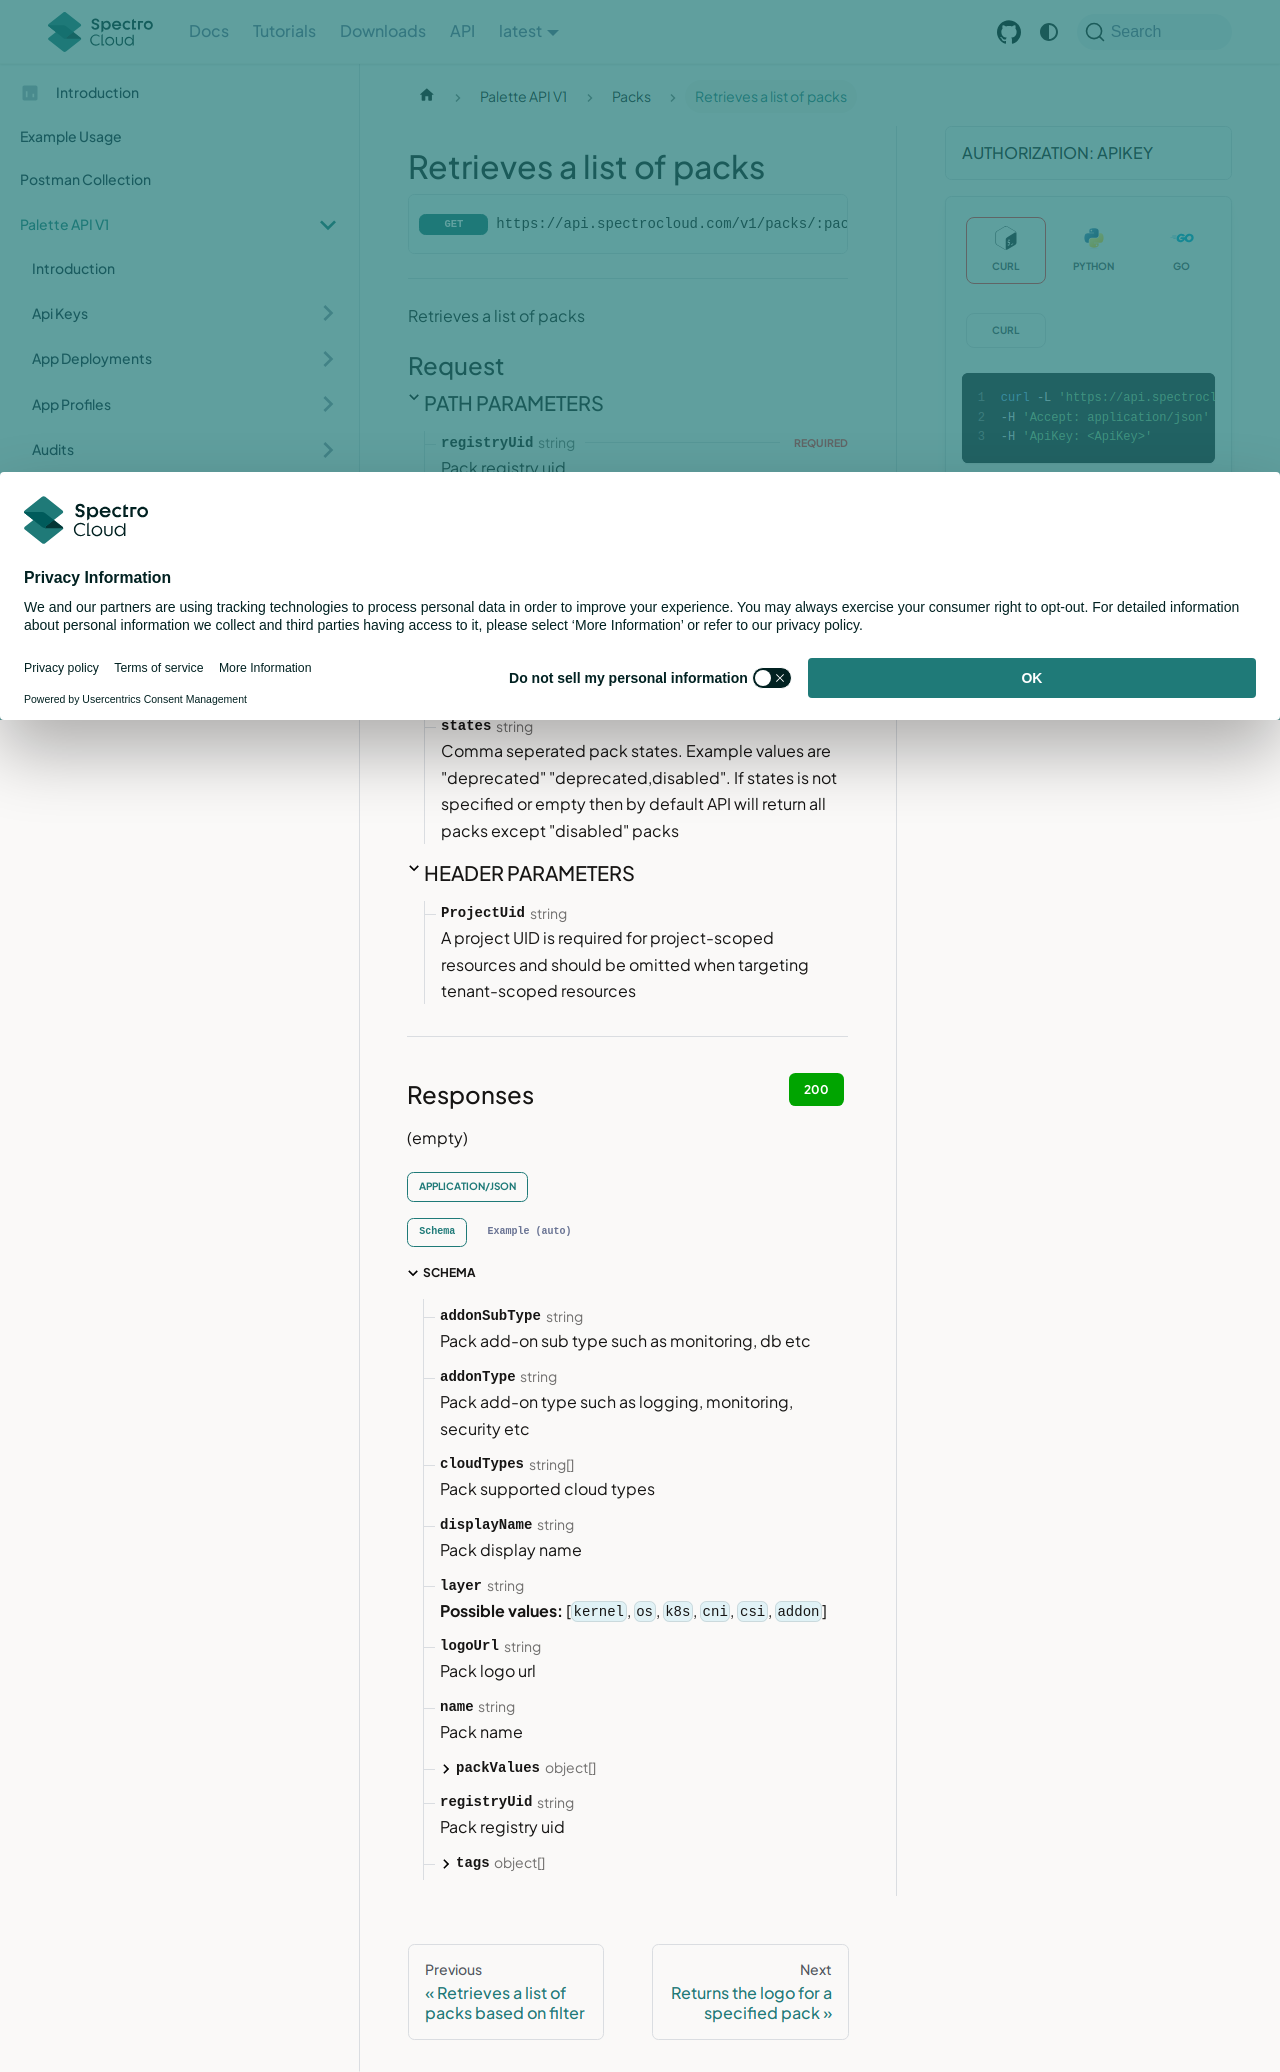 Spectro Cloud
Docs Tutorials Downloads API latest
Search
Introduction
Example Usage
Postman Collection
Palette API V1
Introduction
Api Keys
App Deployments
App Profiles
Audits
Palette API V1 Packs Retrieves a list of packs
Retrieves a list of packs
GET https://api.spectrocloud.com/v1/packs/:pac
Retrieves a list of packs
Request
PATH PARAMETERS
registryUid string REQUIRED
Pack registry uid
AUTHORIZATION: APIKEY
CURL PYTHON GO
CURL
1 curl -L 'https://api.spectrocl
2 -H 'Accept: application/json'
3 -H 'ApiKey: <ApiKey>'
Spectro
Cloud
Privacy Information
We and our partners are using tracking technologies to process personal data in order to improve your experience. You may always exercise your consumer right to opt-out. For detailed information
about personal information we collect and third parties having access to it, please select ‘More Information’ or refer to our privacy policy.
Privacy policy Terms of service More Information
Do not sell my personal information
OK
Powered by Usercentrics Consent Management
states string
Comma seperated pack states. Example values are
"deprecated" "deprecated,disabled". If states is not
specified or empty then by default API will return all
packs except "disabled" packs
HEADER PARAMETERS
ProjectUid string
A project UID is required for project-scoped
resources and should be omitted when targeting
tenant-scoped resources
Responses
200
(empty)
APPLICATION/JSON
Schema Example (auto)
SCHEMA
addonSubType string
Pack add-on sub type such as monitoring, db etc
addonType string
Pack add-on type such as logging, monitoring,
security etc
cloudTypes string[]
Pack supported cloud types
displayName string
Pack display name
layer string
Possible values: [kernel, os, k8s, cni, csi, addon]
logoUrl string
Pack logo url
name string
Pack name
packValues object[]
registryUid string
Pack registry uid
tags object[]
Previous
« Retrieves a list of
packs based on filter
Next
Returns the logo for a
specified pack »